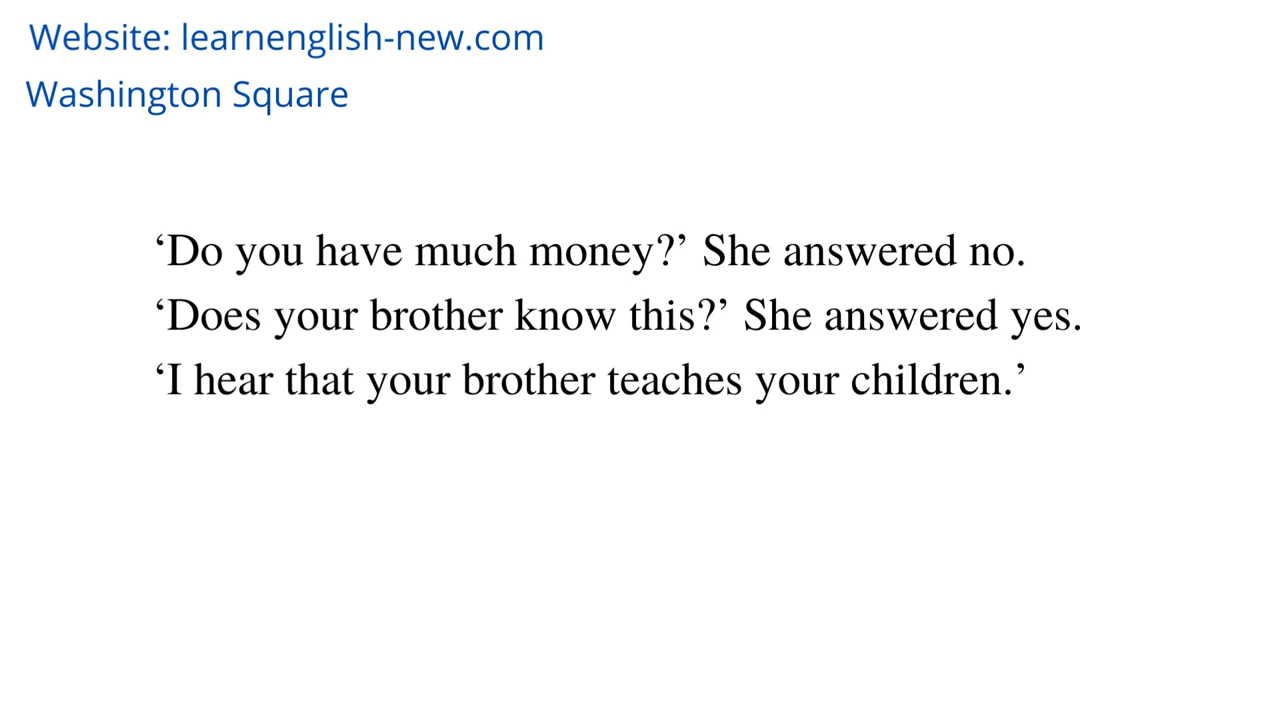 Website: learnenglish-new.com
Washington Square
‘Do you have much money?’ She answered no.
‘Does your brother know this?’ She answered yes.
‘I hear that your brother teaches your children.’